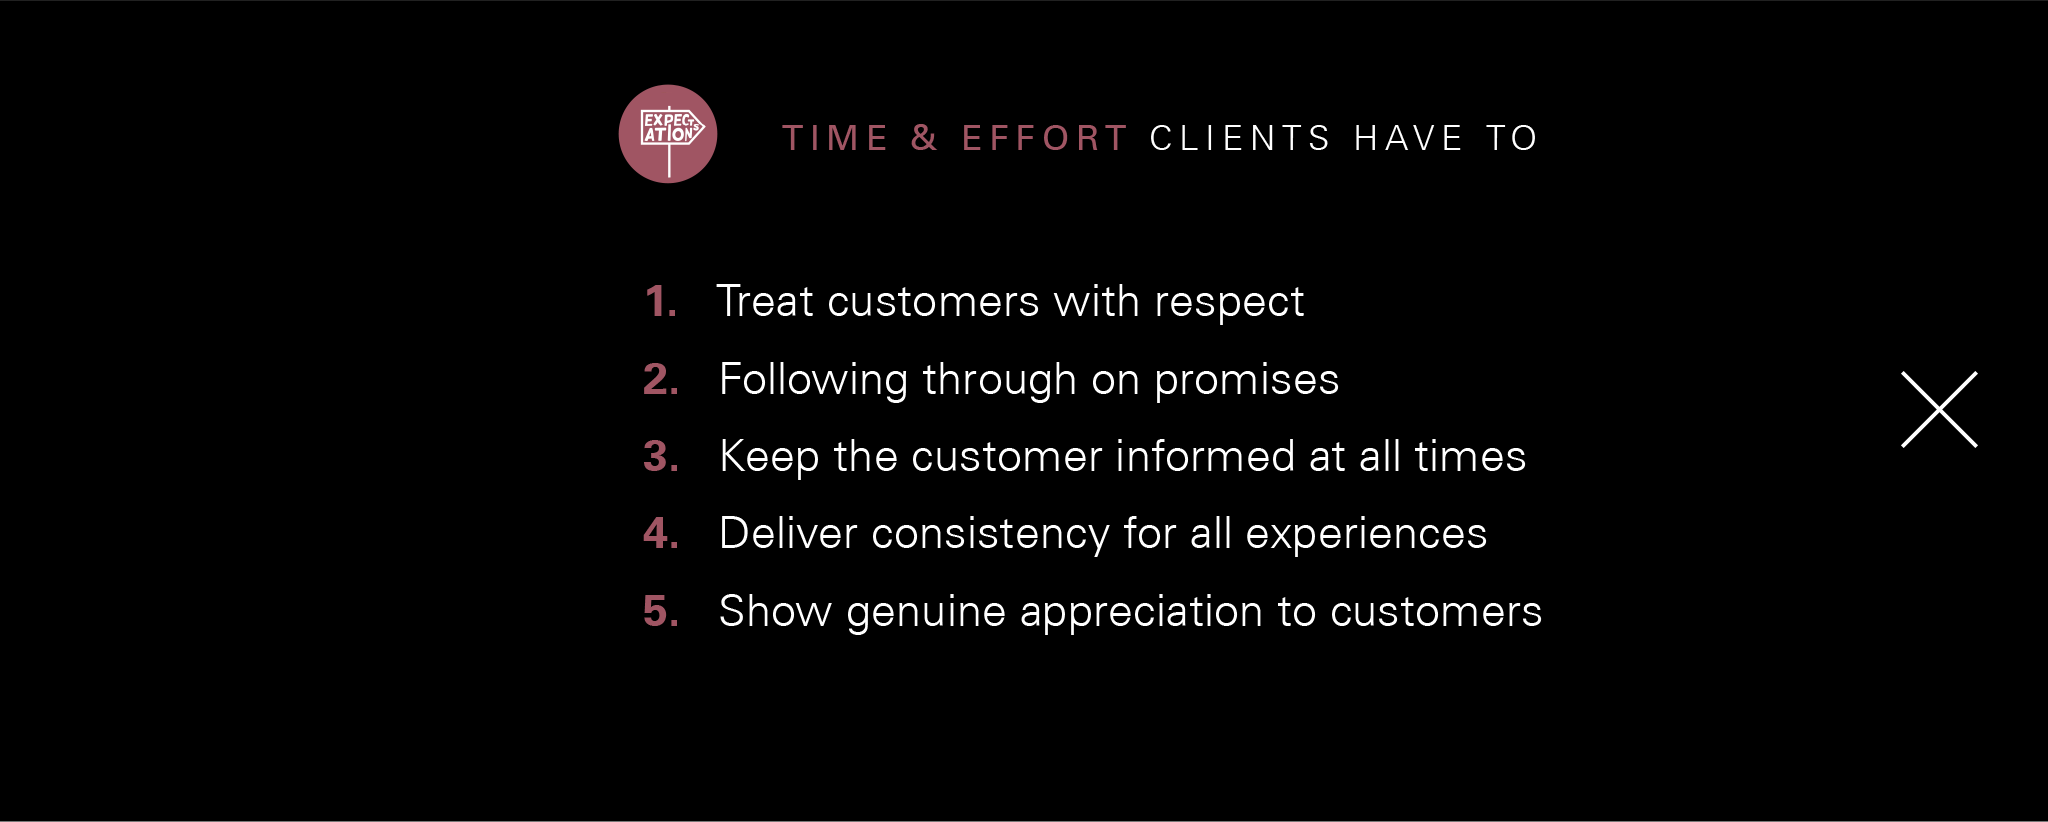 EXPECTATIONS
TIME & EFFORT CLIENTS HAVE TO
1. Treat customers with respect
2. Following through on promises
3. Keep the customer informed at all times
4. Deliver consistency for all experiences
5. Show genuine appreciation to customers